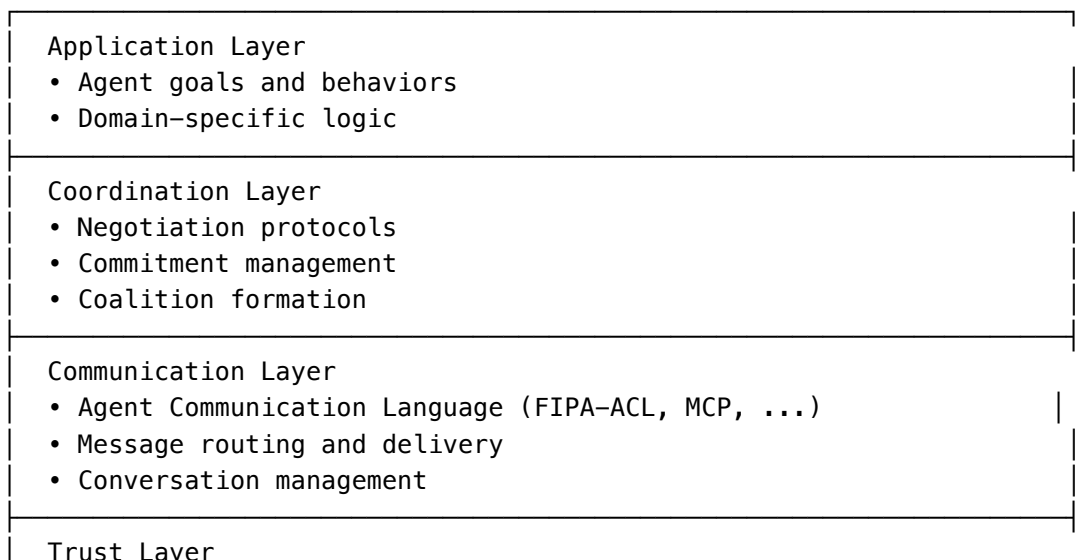 Application Layer
• Agent goals and behaviors
• Domain-specific logic
Coordination Layer
• Negotiation protocols
• Commitment management
• Coalition formation
Communication Layer
• Agent Communication Language (FIPA-ACL, MCP, ...)
• Message routing and delivery
• Conversation management
Trust Layer